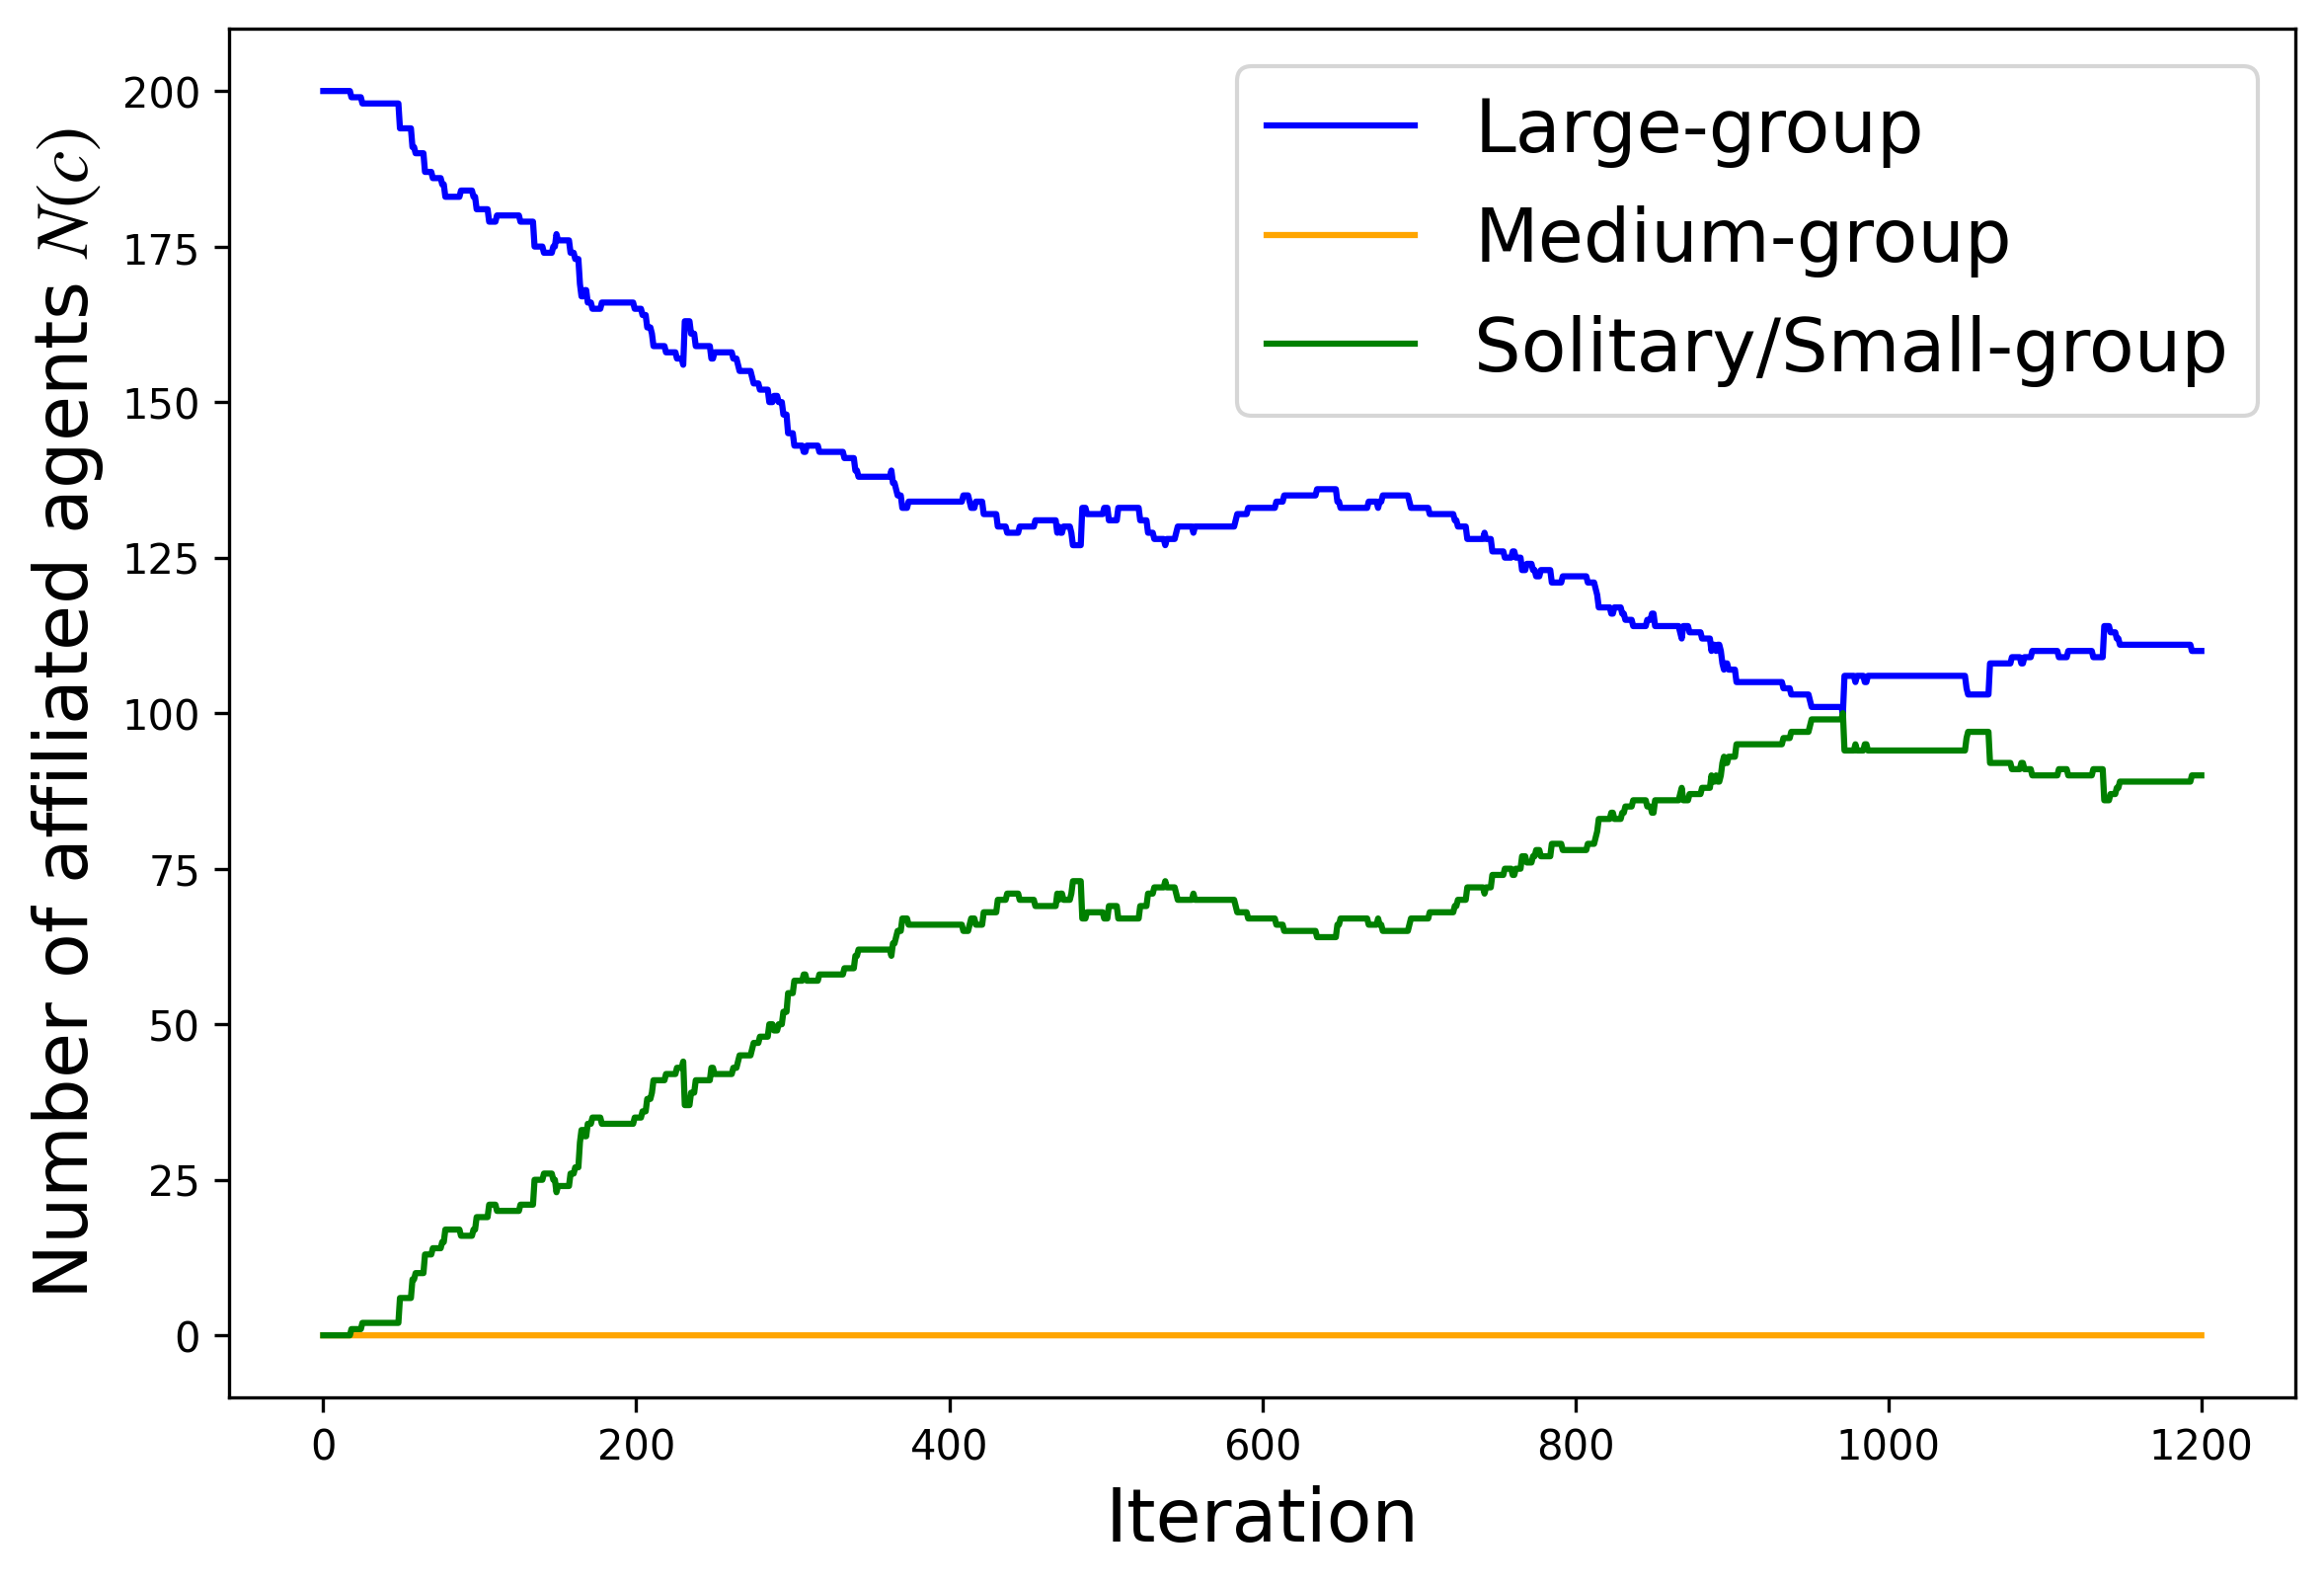 Number of affiliated agents N(c)
200
175
150
125
100
75
50
25
0
Large-group
Medium-group
Solitary/Small-group
0 200 400 600 800 1000 1200
Iteration